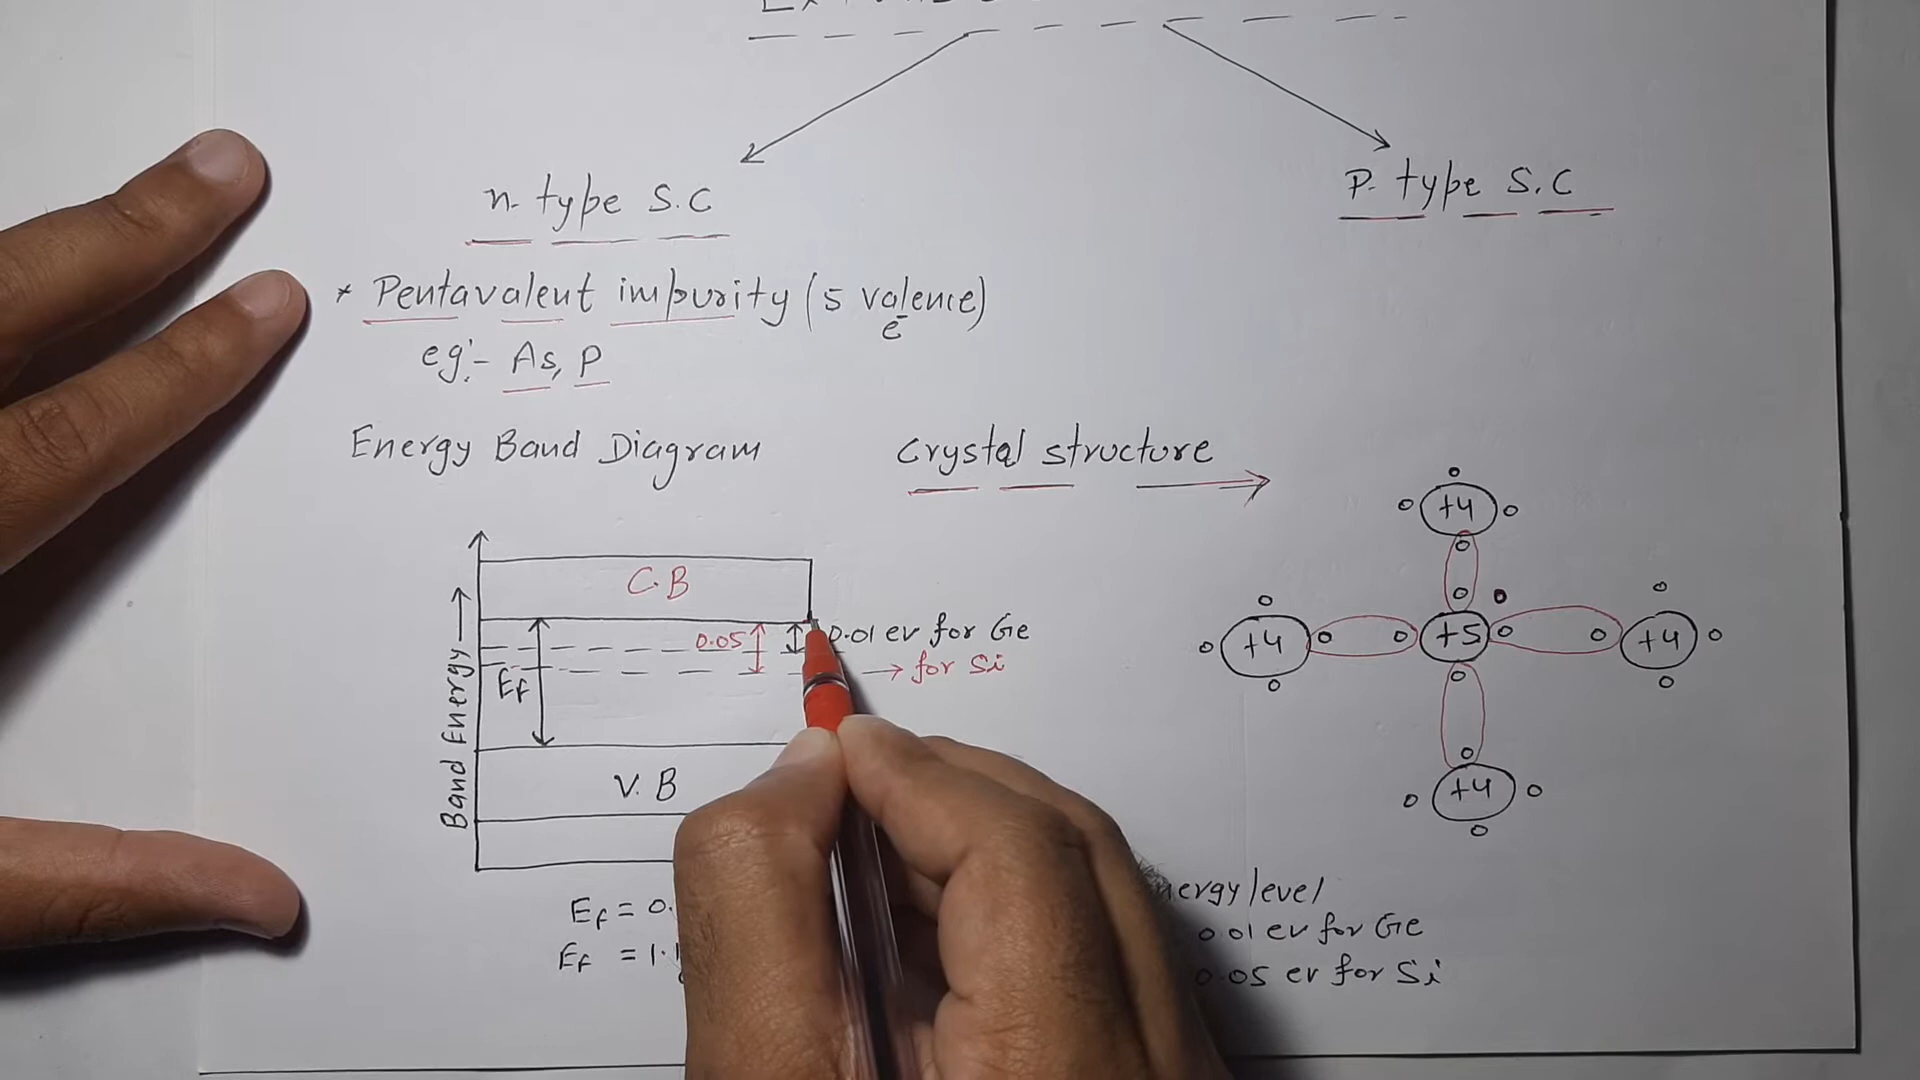 n- type S.C
P- type S.C
* Pentavalent impurity (5 valence)
e-
eg:- As, P
Energy Band Diagram
Crystal structure
C.B
0.05
0.01 ev for Ge
for Si
Ef
Band Energy
V.B
+4
+4
+5
+4
+4
Ef = 0.
Ef = 1.1
nergy level
0.01 ev for Ge
0.05 ev for Si